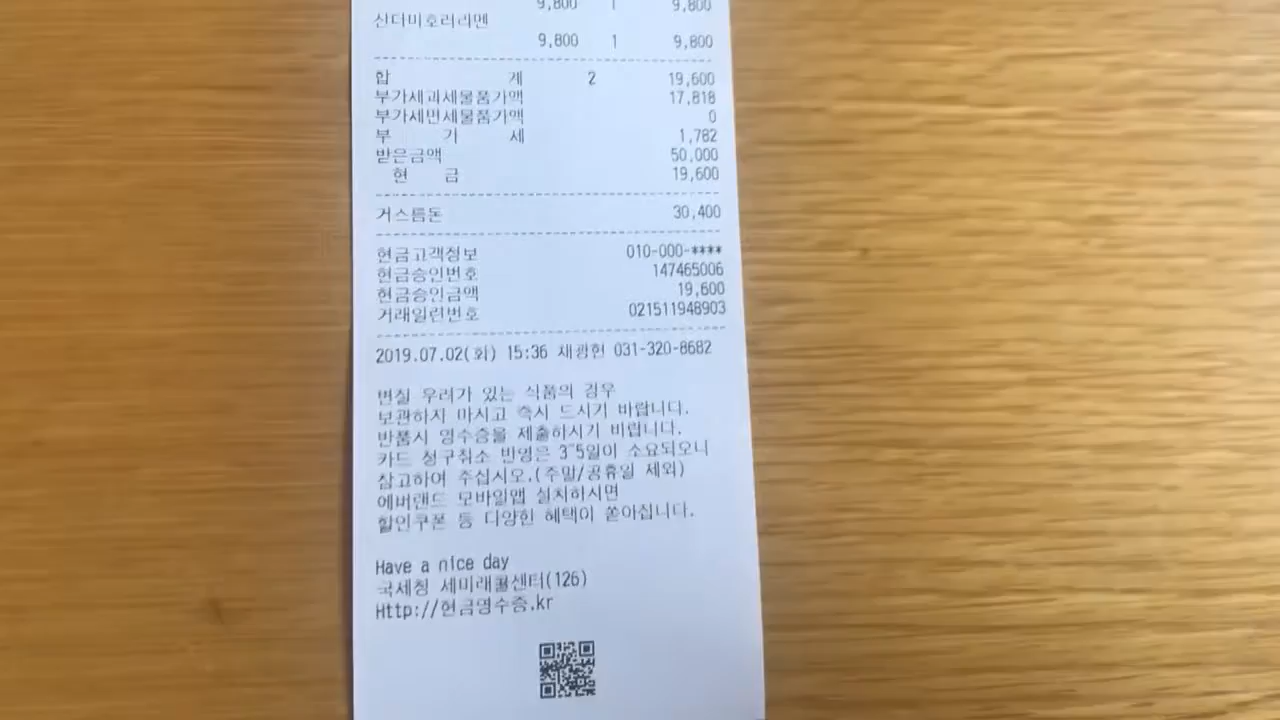 9,800 1 9,800
산더미호러라멘
9,800 1 9,800
합 계 2 19,600
부가세과세물품가액 17,818
부가세면세물품가액 0
부 가 세 1,782
받은금액 50,000
현 금 19,600
거스름돈 30,400
현금고객정보 010-000-****
현금승인번호 147465006
현금승인금액 19,600
거래일련번호 021511948903
2019.07.02(화) 15:36 채광헌 031-320-8682
변질 우려가 있는 식품의 경우
보관하지 마시고 즉시 드시기 바랍니다.
반품시 영수증을 제출하시기 바랍니다.
카드 청구취소 반영은 3~5일이 소요되오니
참고하여 주십시오.(주말/공휴일 제외)
에버랜드 모바일앱 설치하시면
할인쿠폰 등 다양한 혜택이 쏟아집니다.
Have a nice day
국세청 세미래콜센터(126)
Http://현금영수증.kr